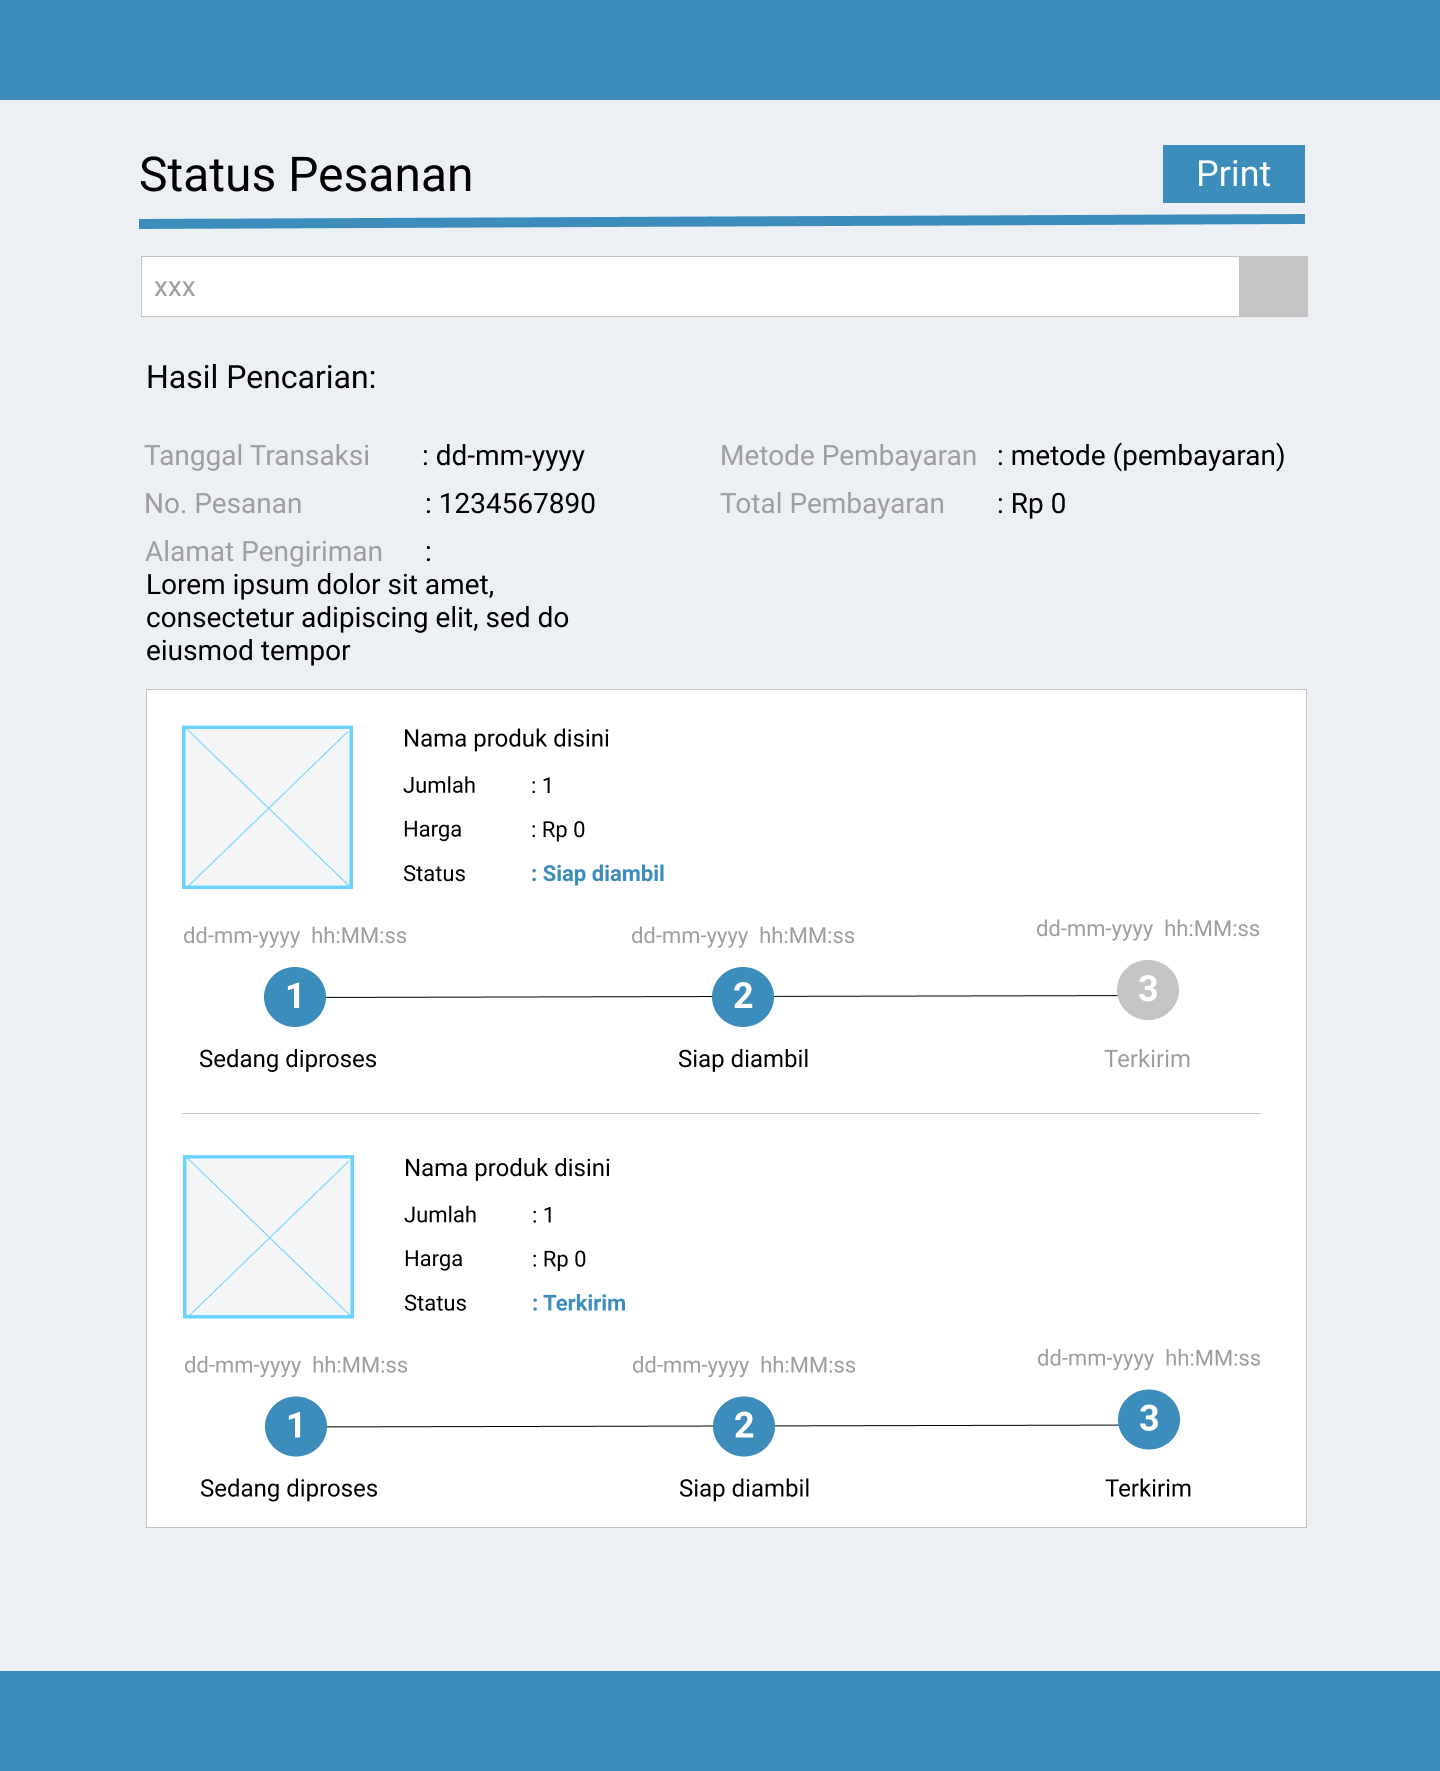 Status Pesanan
Print
xxx
Hasil Pencarian:
Tanggal Transaksi : dd-mm-yyyy Metode Pembayaran : metode (pembayaran)
No. Pesanan : 1234567890 Total Pembayaran : Rp 0
Alamat Pengiriman :
Lorem ipsum dolor sit amet,
consectetur adipiscing elit, sed do
eiusmod tempor
Nama produk disini
Jumlah : 1
Harga : Rp 0
Status : Siap diambil
dd-mm-yyyy hh:MM:ss dd-mm-yyyy hh:MM:ss dd-mm-yyyy hh:MM:ss
1 2 3
Sedang diproses Siap diambil Terkirim
Nama produk disini
Jumlah : 1
Harga : Rp 0
Status : Terkirim
dd-mm-yyyy hh:MM:ss dd-mm-yyyy hh:MM:ss dd-mm-yyyy hh:MM:ss
1 2 3
Sedang diproses Siap diambil Terkirim